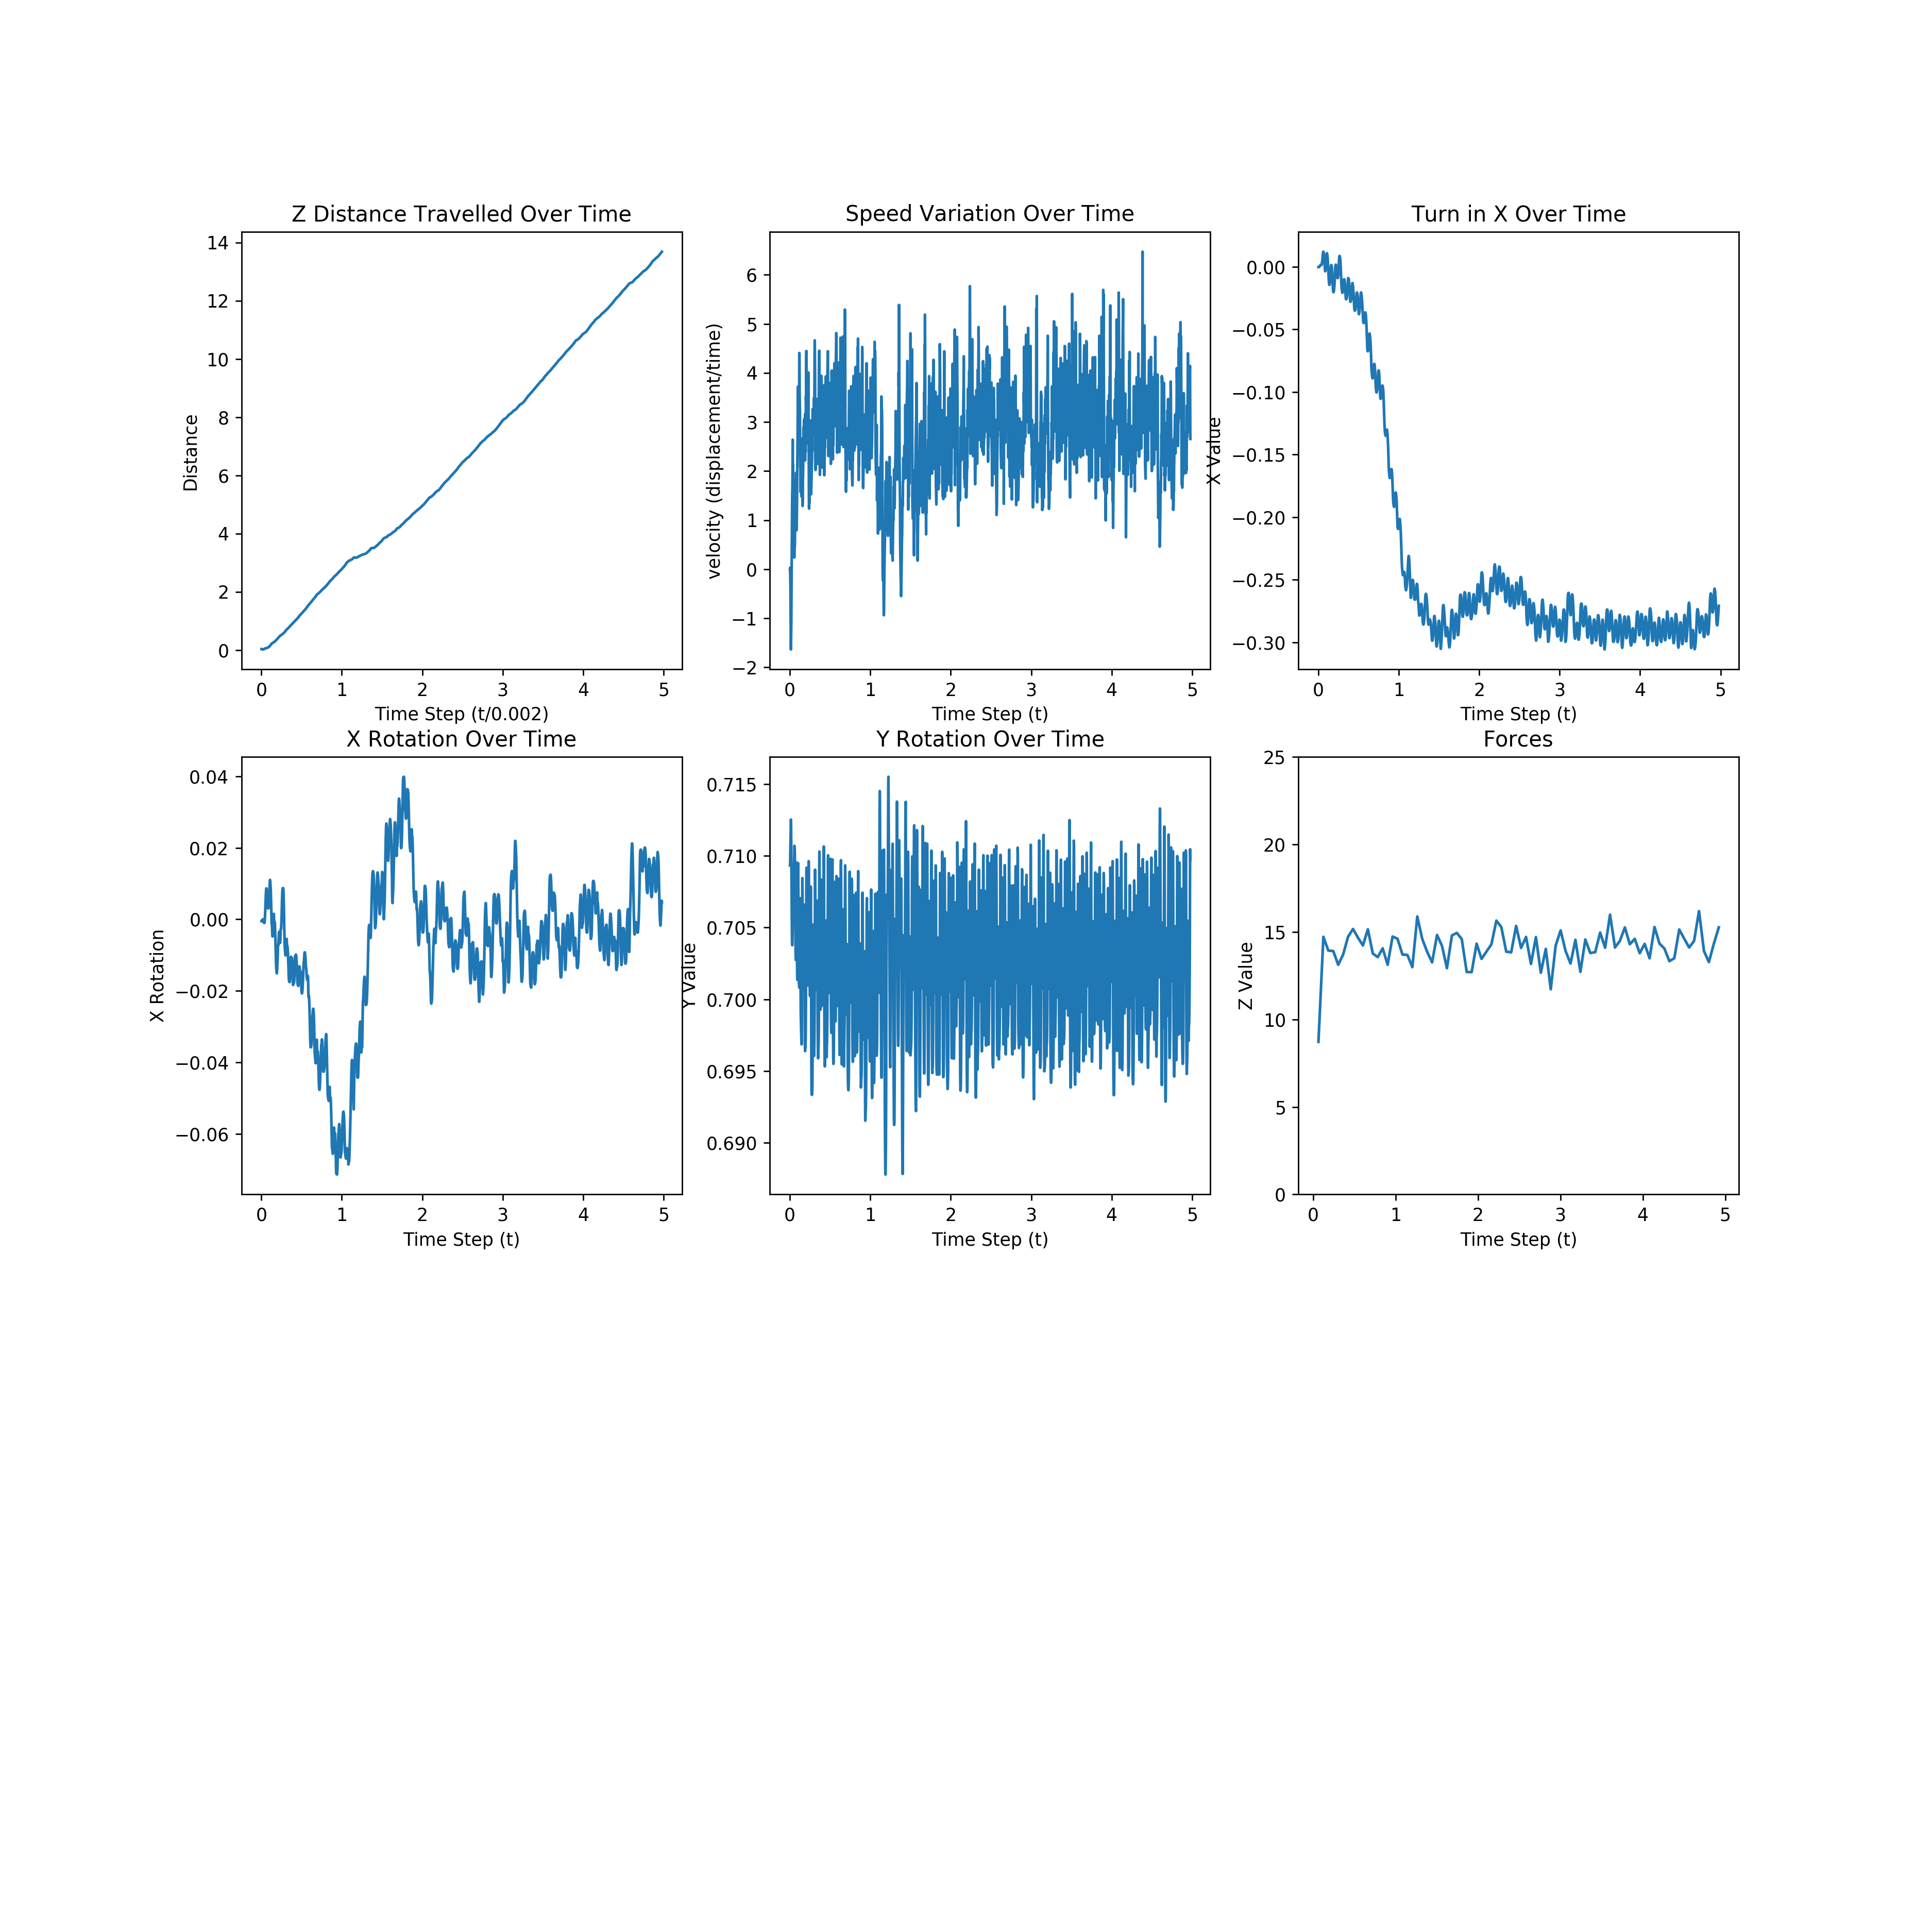 Z Distance Travelled Over Time
Speed Variation Over Time
Turn in X Over Time
14
12
10
8
6
4
2
0
Distance
0 1 2 3 4 5
Time Step (t/0.002)
6
5
4
3
2
1
0
−1
−2
velocity (displacement/time)
0 1 2 3 4 5
Time Step (t)
0.00
−0.05
−0.10
−0.15
−0.20
−0.25
−0.30
X Value
0 1 2 3 4 5
Time Step (t)
X Rotation Over Time
Y Rotation Over Time
Forces
0.04
0.02
0.00
−0.02
−0.04
−0.06
X Rotation
0 1 2 3 4 5
Time Step (t)
0.715
0.710
0.705
0.700
0.695
0.690
Y Value
0 1 2 3 4 5
Time Step (t)
25
20
15
10
5
0
Z Value
0 1 2 3 4 5
Time Step (t)